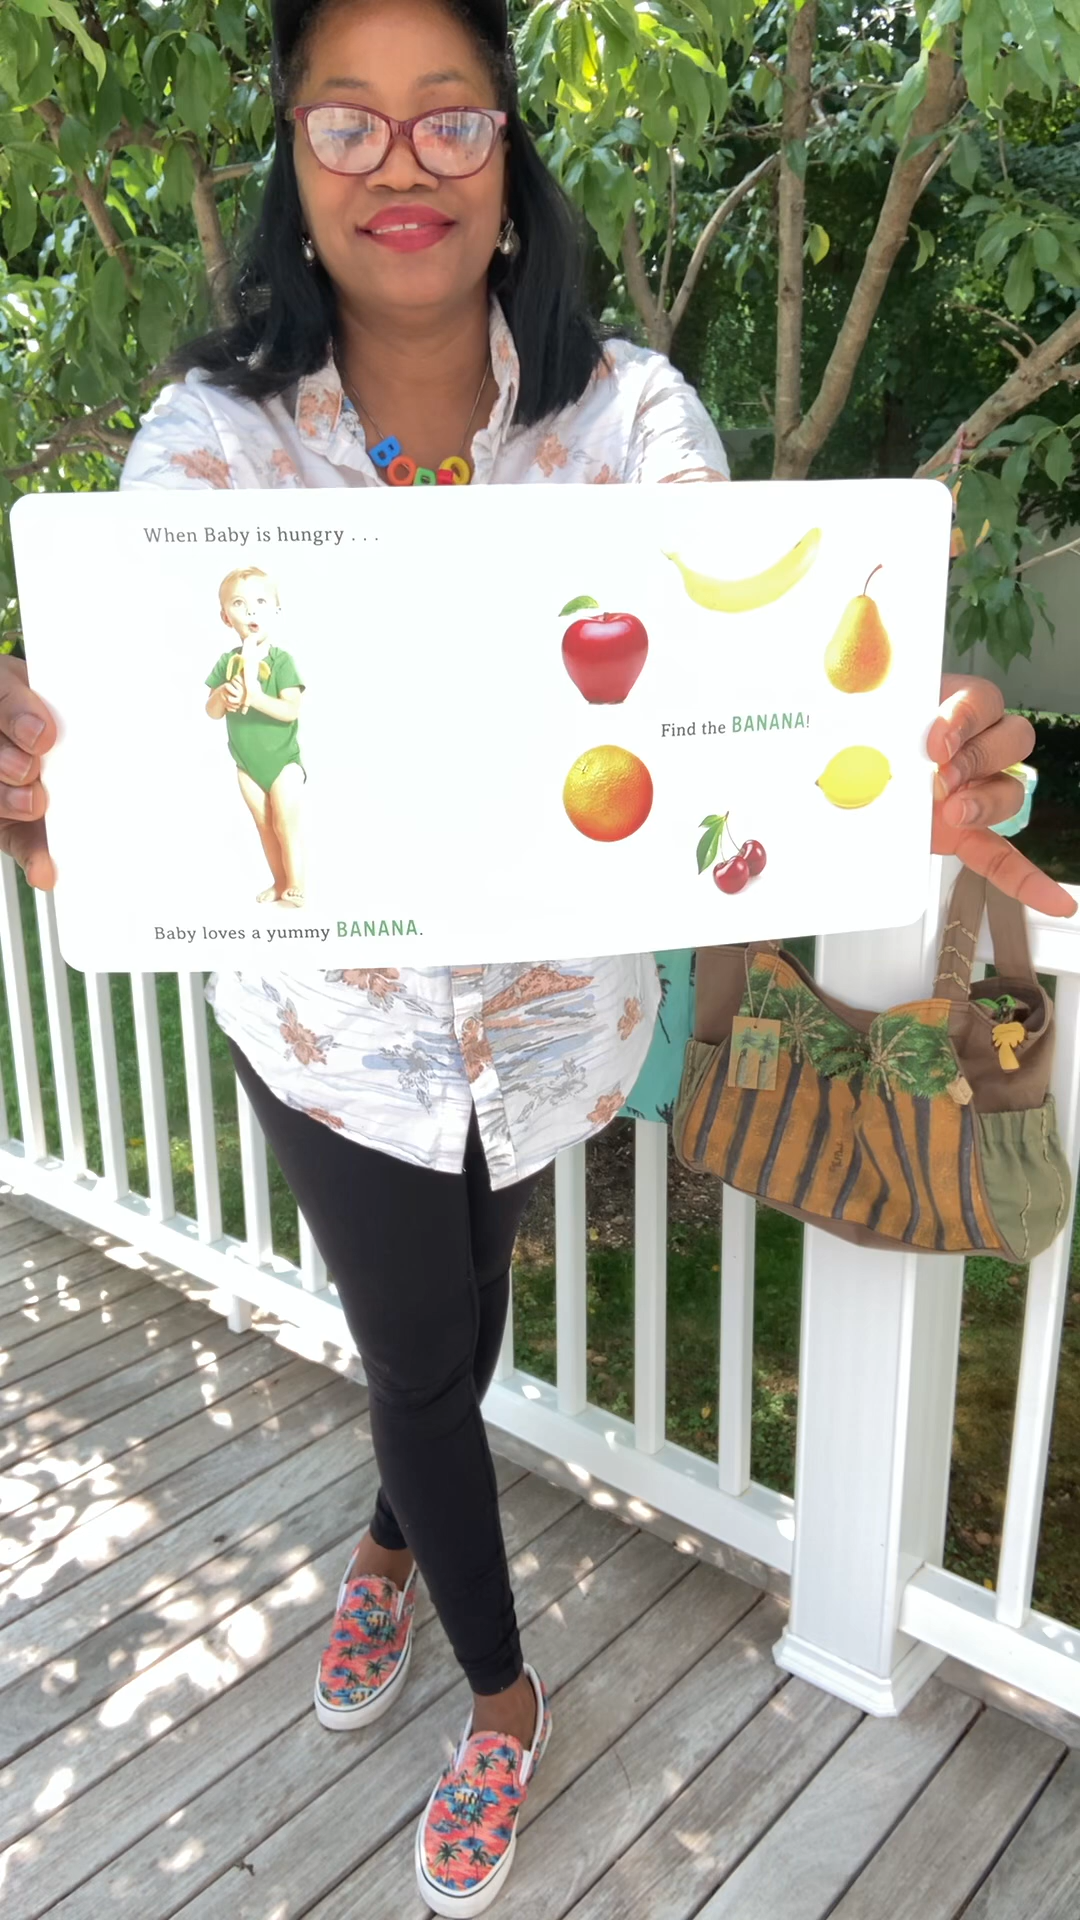 When Baby is hungry . . .
Baby loves a yummy BANANA.
Find the BANANA!